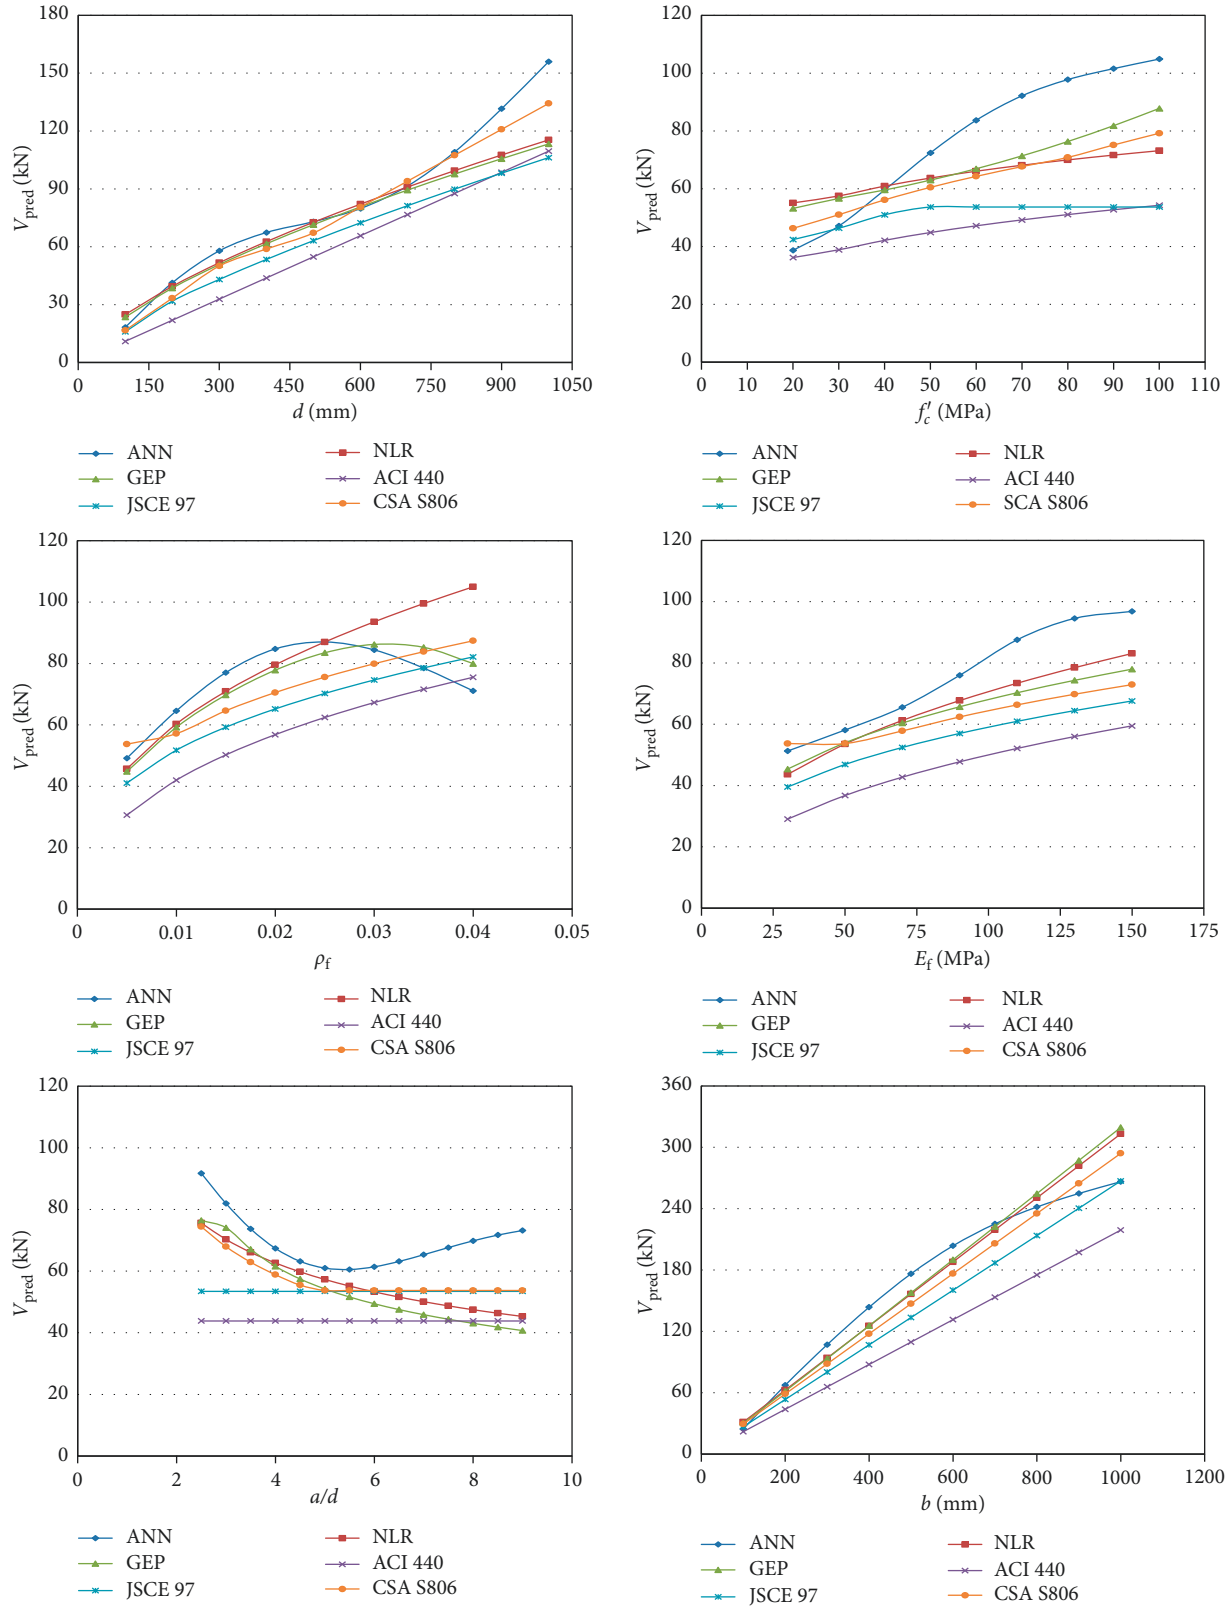 180
150
120
90
60
30
0
V_pred (kN)
0 150 300 450 600 750 900 1050
d (mm)
ANN
GEP
JSCE 97
NLR
ACI 440
CSA S806
120
100
80
60
40
20
0
V_pred (kN)
0 10 20 30 40 50 60 70 80 90 100 110
f′c (MPa)
ANN
GEP
JSCE 97
NLR
ACI 440
SCA S806
120
100
80
60
40
20
0
V_pred (kN)
0 0.01 0.02 0.03 0.04 0.05
ρf
ANN
GEP
JSCE 97
NLR
ACI 440
CSA S806
120
100
80
60
40
20
0
V_pred (kN)
0 25 50 75 100 125 150 175
Ef (MPa)
ANN
GEP
JSCE 97
NLR
ACI 440
CSA S806
120
100
80
60
40
20
0
V_pred (kN)
0 2 4 6 8 10
a/d
ANN
GEP
JSCE 97
NLR
ACI 440
CSA S806
360
300
240
180
120
60
0
V_pred (kN)
0 200 400 600 800 1000 1200
b (mm)
ANN
GEP
JSCE 97
NLR
ACI 440
CSA S806